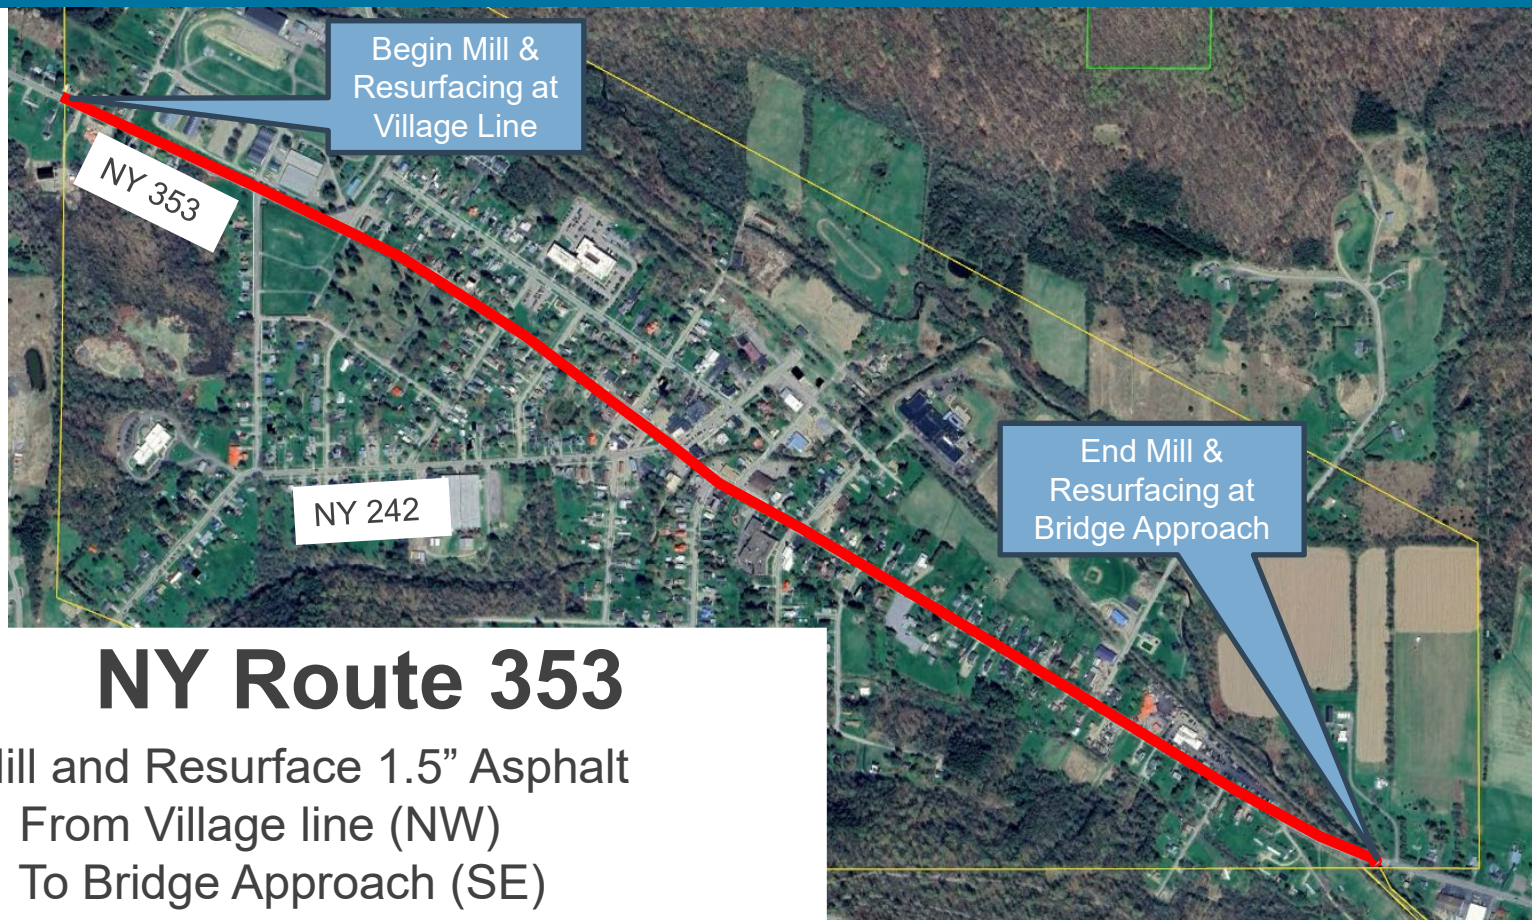 Begin Mill &
Resurfacing at
Village Line
NY 353
NY 242
End Mill &
Resurfacing at
Bridge Approach
NY Route 353
ill and Resurface 1.5” Asphalt
From Village line (NW)
To Bridge Approach (SE)